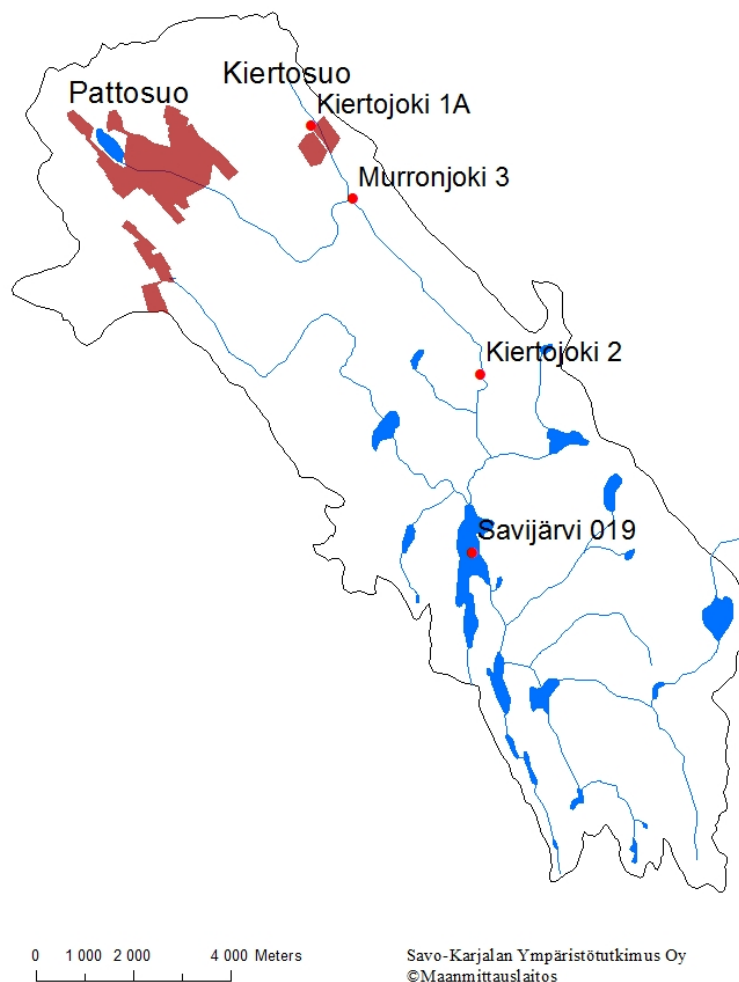 Kiertosuo
Pattosuo
Kiertojoki 1A
Murronjoki 3
Kiertojoki 2
Savijärvi 019
0 1 000 2 000 4 000 Meters
Savo-Karjalan Ympäristötutkimus Oy
©Maanmittauslaitos